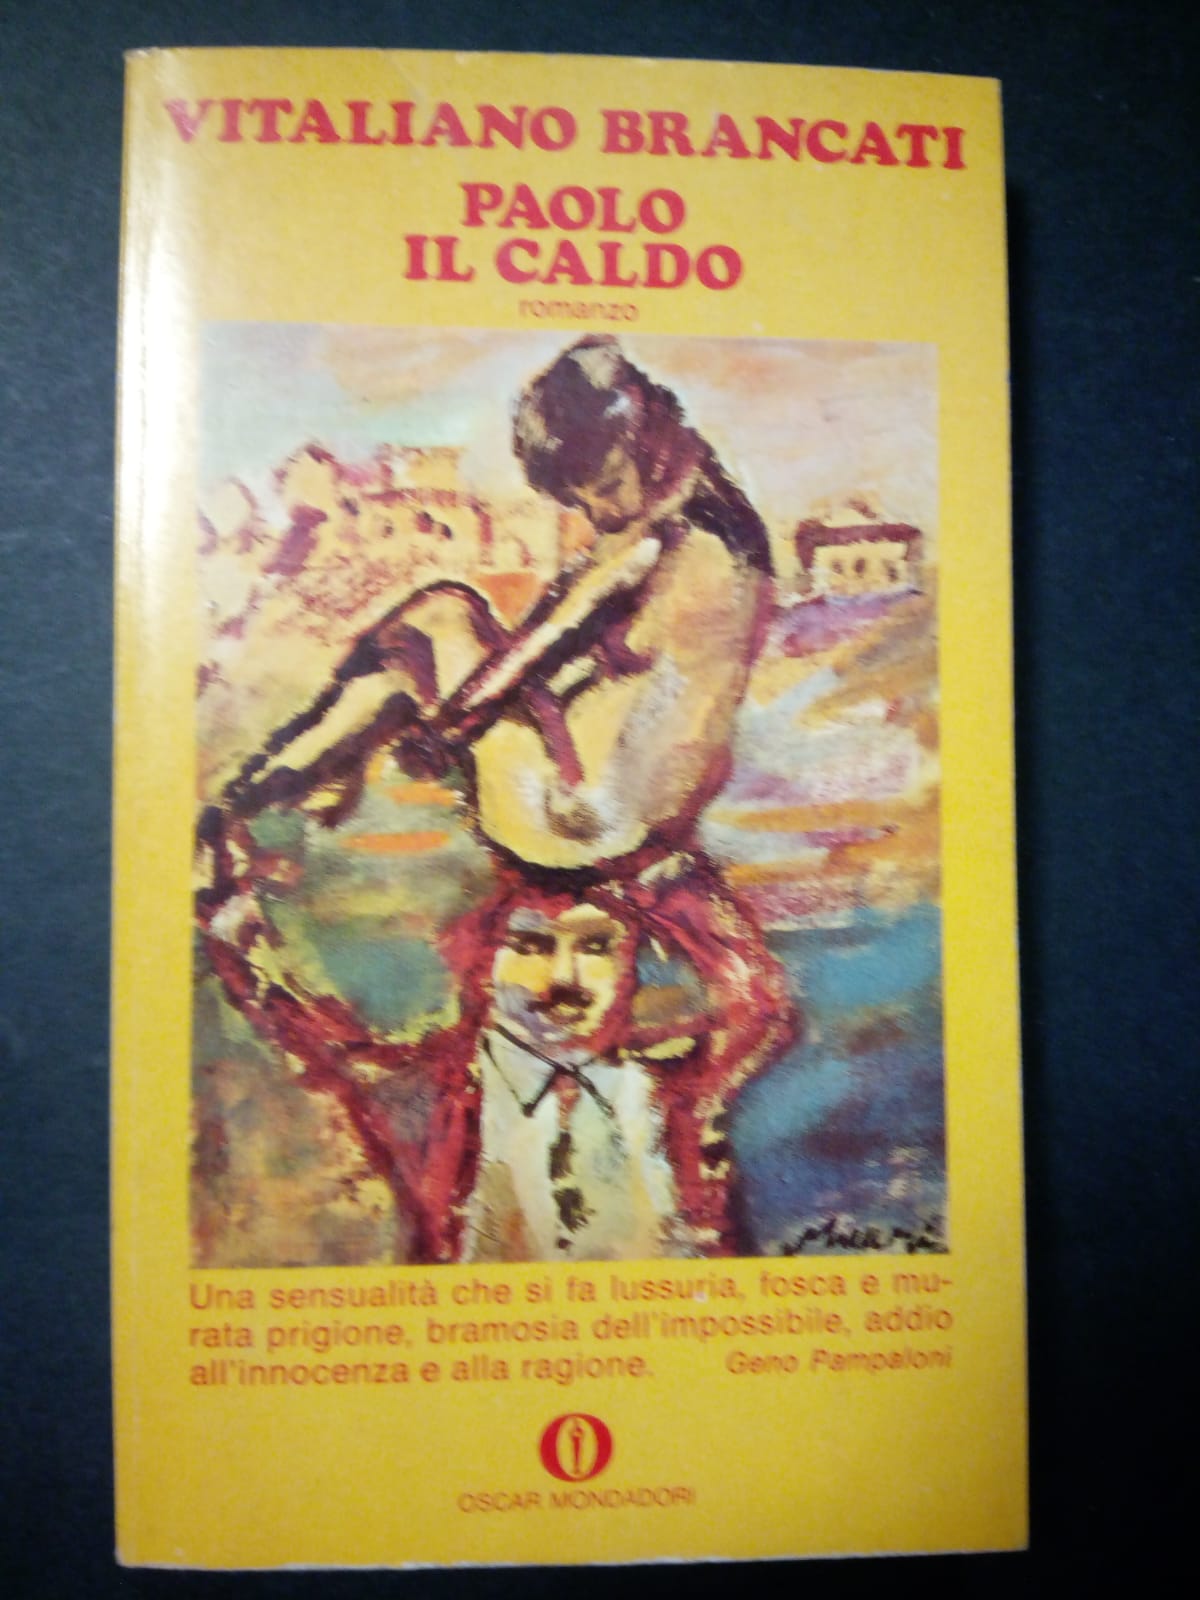 VITALIANO BRANCATI
PAOLO
IL CALDO
romanzo
Una sensualità che si fa lussuria, fosca e mu-
rata prigione, bramosia dell'impossibile, addio
all'innocenza e alla ragione. Geno Pampaloni
OSCAR MONDADORI